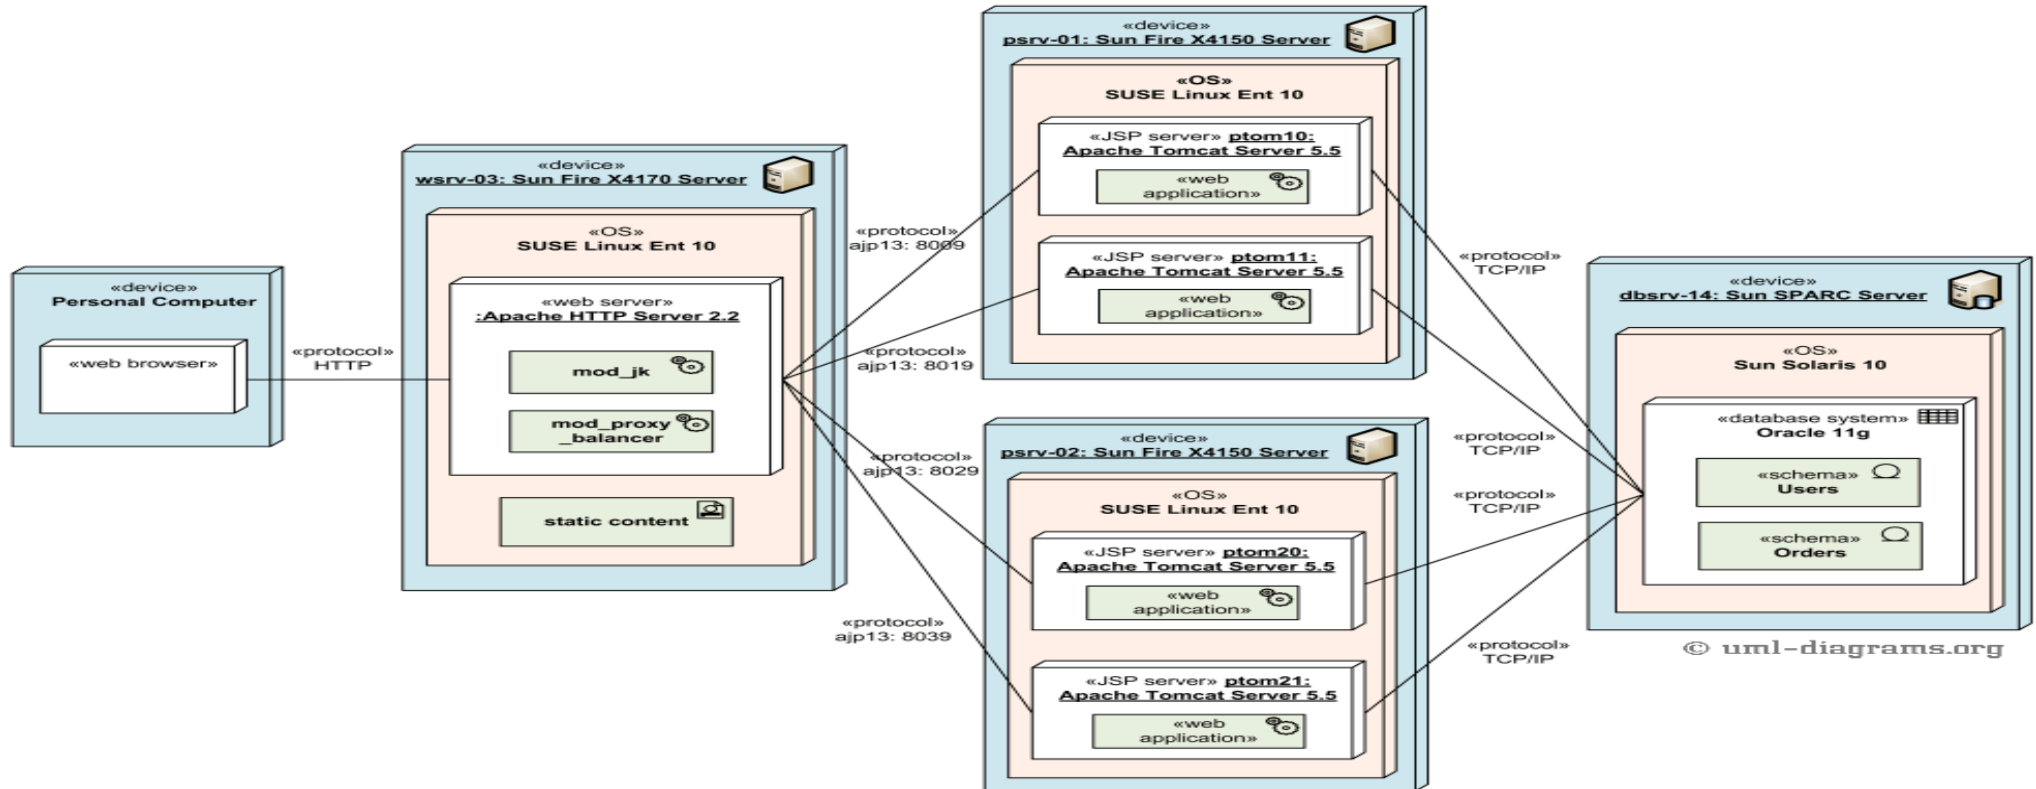 «device»
Personal Computer
«web browser»
«protocol»
HTTP
«device»
wsrv-03: Sun Fire X4170 Server
«OS»
SUSE Linux Ent 10
«web server»
:Apache HTTP Server 2.2
mod_jk
mod_proxy
_balancer
static content
«protocol»
ajp13: 8009
«protocol»
ajp13: 8019
«protocol»
ajp13: 8029
«protocol»
ajp13: 8039
«device»
psrv-01: Sun Fire X4150 Server
«OS»
SUSE Linux Ent 10
«JSP server» ptom10:
Apache Tomcat Server 5.5
«web
application»
«JSP server» ptom11:
Apache Tomcat Server 5.5
«web
application»
«device»
psrv-02: Sun Fire X4150 Server
«OS»
SUSE Linux Ent 10
«JSP server» ptom20:
Apache Tomcat Server 5.5
«web
application»
«JSP server» ptom21:
Apache Tomcat Server 5.5
«web
application»
«protocol»
TCP/IP
«protocol»
TCP/IP
«protocol»
TCP/IP
«protocol»
TCP/IP
«device»
dbsrv-14: Sun SPARC Server
«OS»
Sun Solaris 10
«database system»
Oracle 11g
«schema»
Users
«schema»
Orders
© uml-diagrams.org